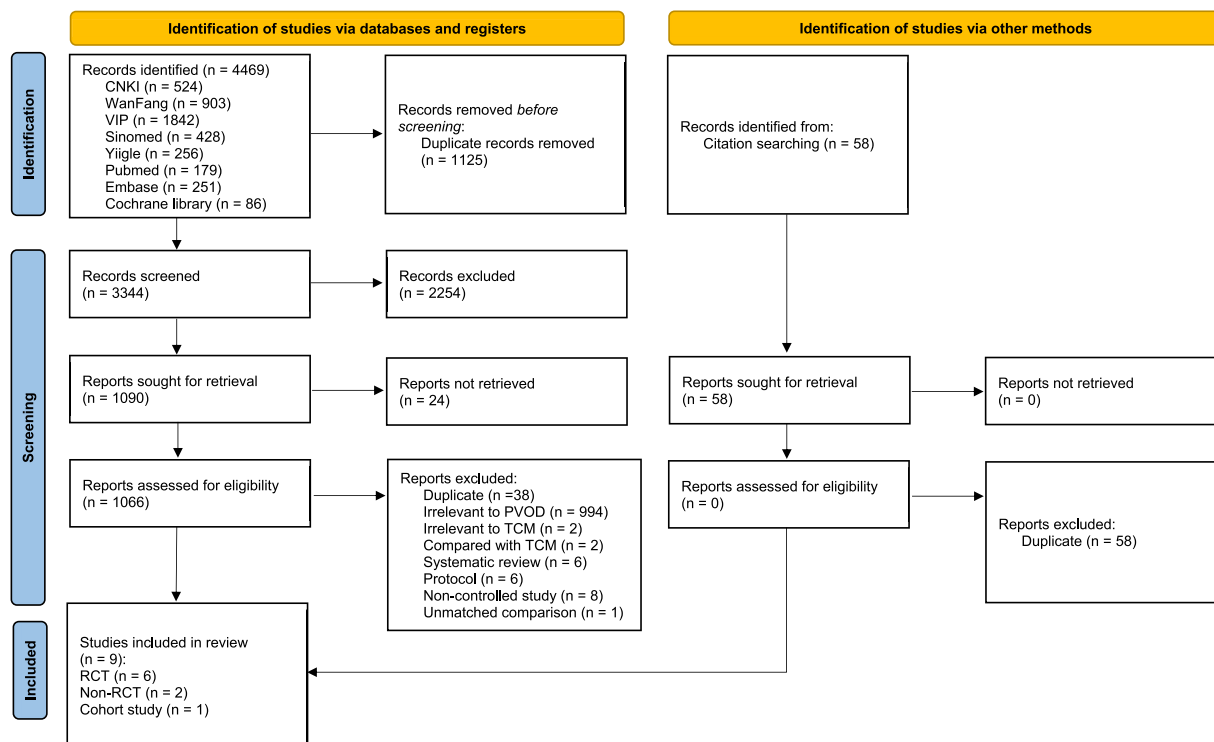 Identification of studies via databases and registers
Identification of studies via other methods
Identification
Records identified (n = 4469)
CNKI (n = 524)
WanFang (n = 903)
VIP (n = 1842)
Sinomed (n = 428)
Yiigle (n = 256)
Pubmed (n = 179)
Embase (n = 251)
Cochrane library (n = 86)
Records removed before
screening:
Duplicate records removed
(n = 1125)
Records identified from:
Citation searching (n = 58)
Screening
Records screened
(n = 3344)
Records excluded
(n = 2254)
Reports sought for retrieval
(n = 1090)
Reports not retrieved
(n = 24)
Reports sought for retrieval
(n = 58)
Reports not retrieved
(n = 0)
Reports assessed for eligibility
(n = 1066)
Reports excluded:
Duplicate (n =38)
Irrelevant to PVOD (n = 994)
Irrelevant to TCM (n = 2)
Compared with TCM (n = 2)
Systematic review (n = 6)
Protocol (n = 6)
Non-controlled study (n = 8)
Unmatched comparison (n = 1)
Reports assessed for eligibility
(n = 0)
Reports excluded:
Duplicate (n = 58)
Included
Studies included in review
(n = 9):
RCT (n = 6)
Non-RCT (n = 2)
Cohort study (n = 1)